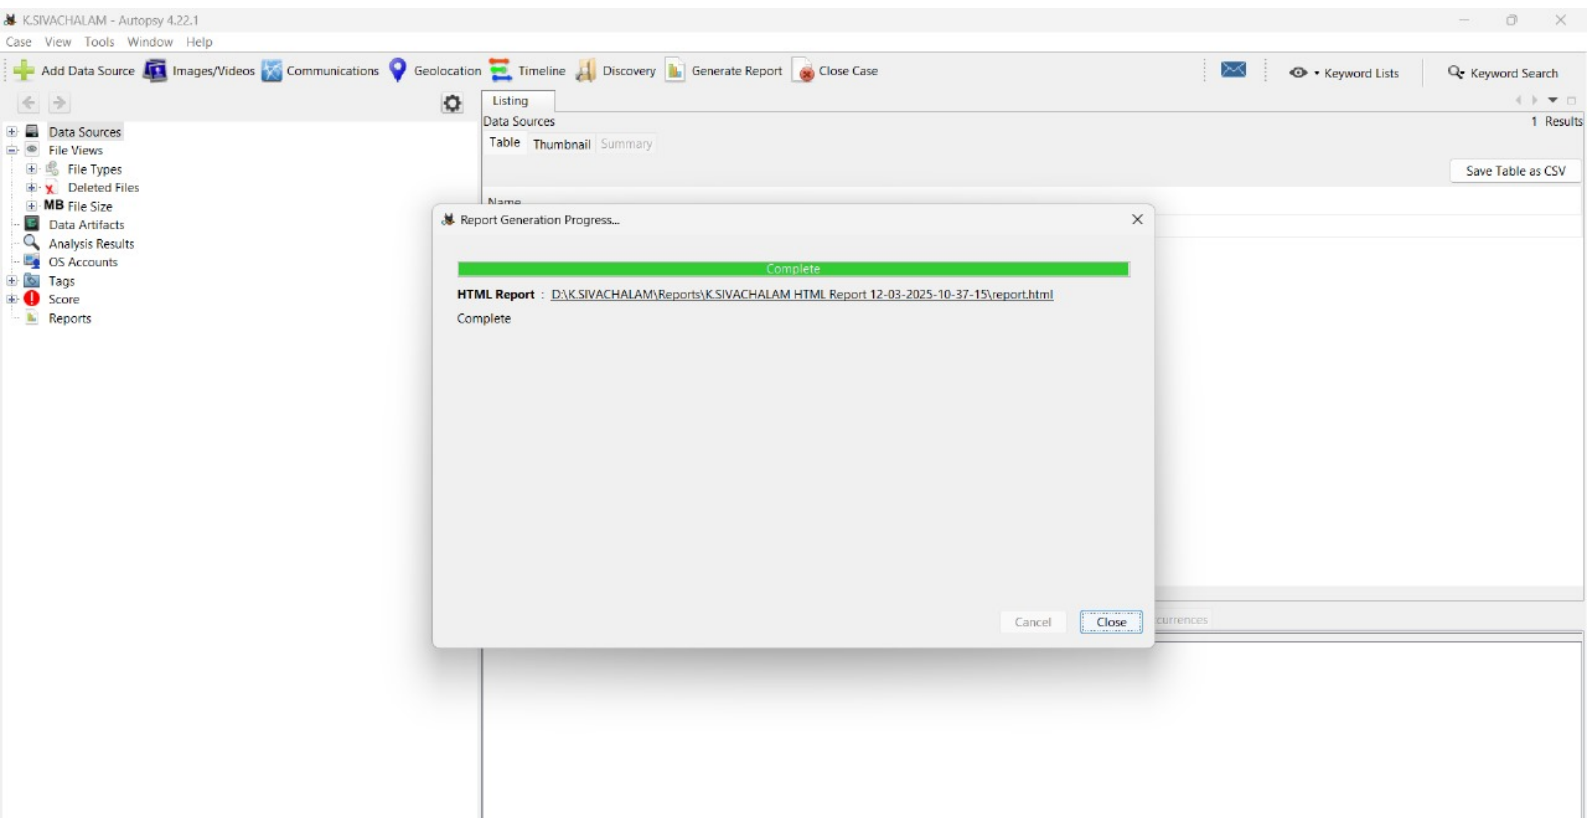 K.SIVACHALAM - Autopsy 4.22.1
Case View Tools Window Help
Add Data Source Images/Videos Communications Geolocation Timeline Discovery Generate Report Close Case Keyword Lists Keyword Search
Listing
Data Sources 1 Results
Table Thumbnail Summary
Save Table as CSV
Name
Data Sources
File Views
File Types
Deleted Files
MB File Size
Data Artifacts
Analysis Results
OS Accounts
Tags
Score
Reports
Report Generation Progress...
Complete
HTML Report : D:\K.SIVACHALAM\Reports\K.SIVACHALAM HTML Report 12-03-2025-10-37-15\report.html
Complete
Cancel Close
currences